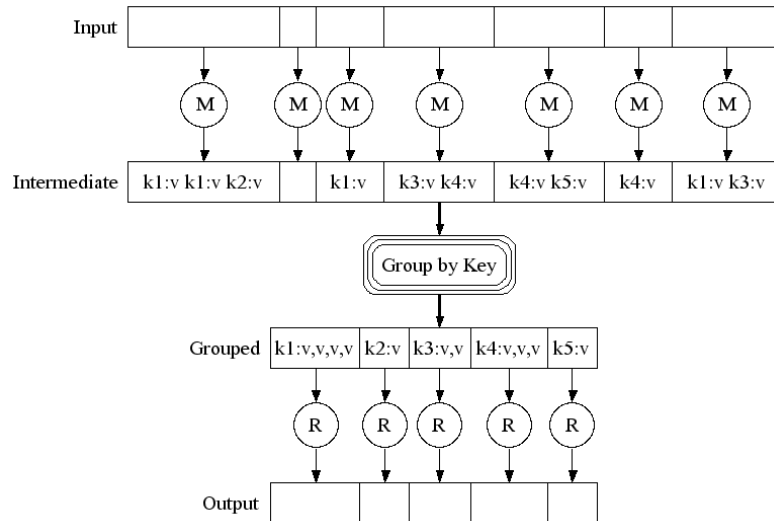 Input
M M M M M M M
Intermediate k1:v k1:v k2:v k1:v k3:v k4:v k4:v k5:v k4:v k1:v k3:v
Group by Key
Grouped k1:v,v,v,v k2:v k3:v,v k4:v,v,v k5:v
R R R R R
Output